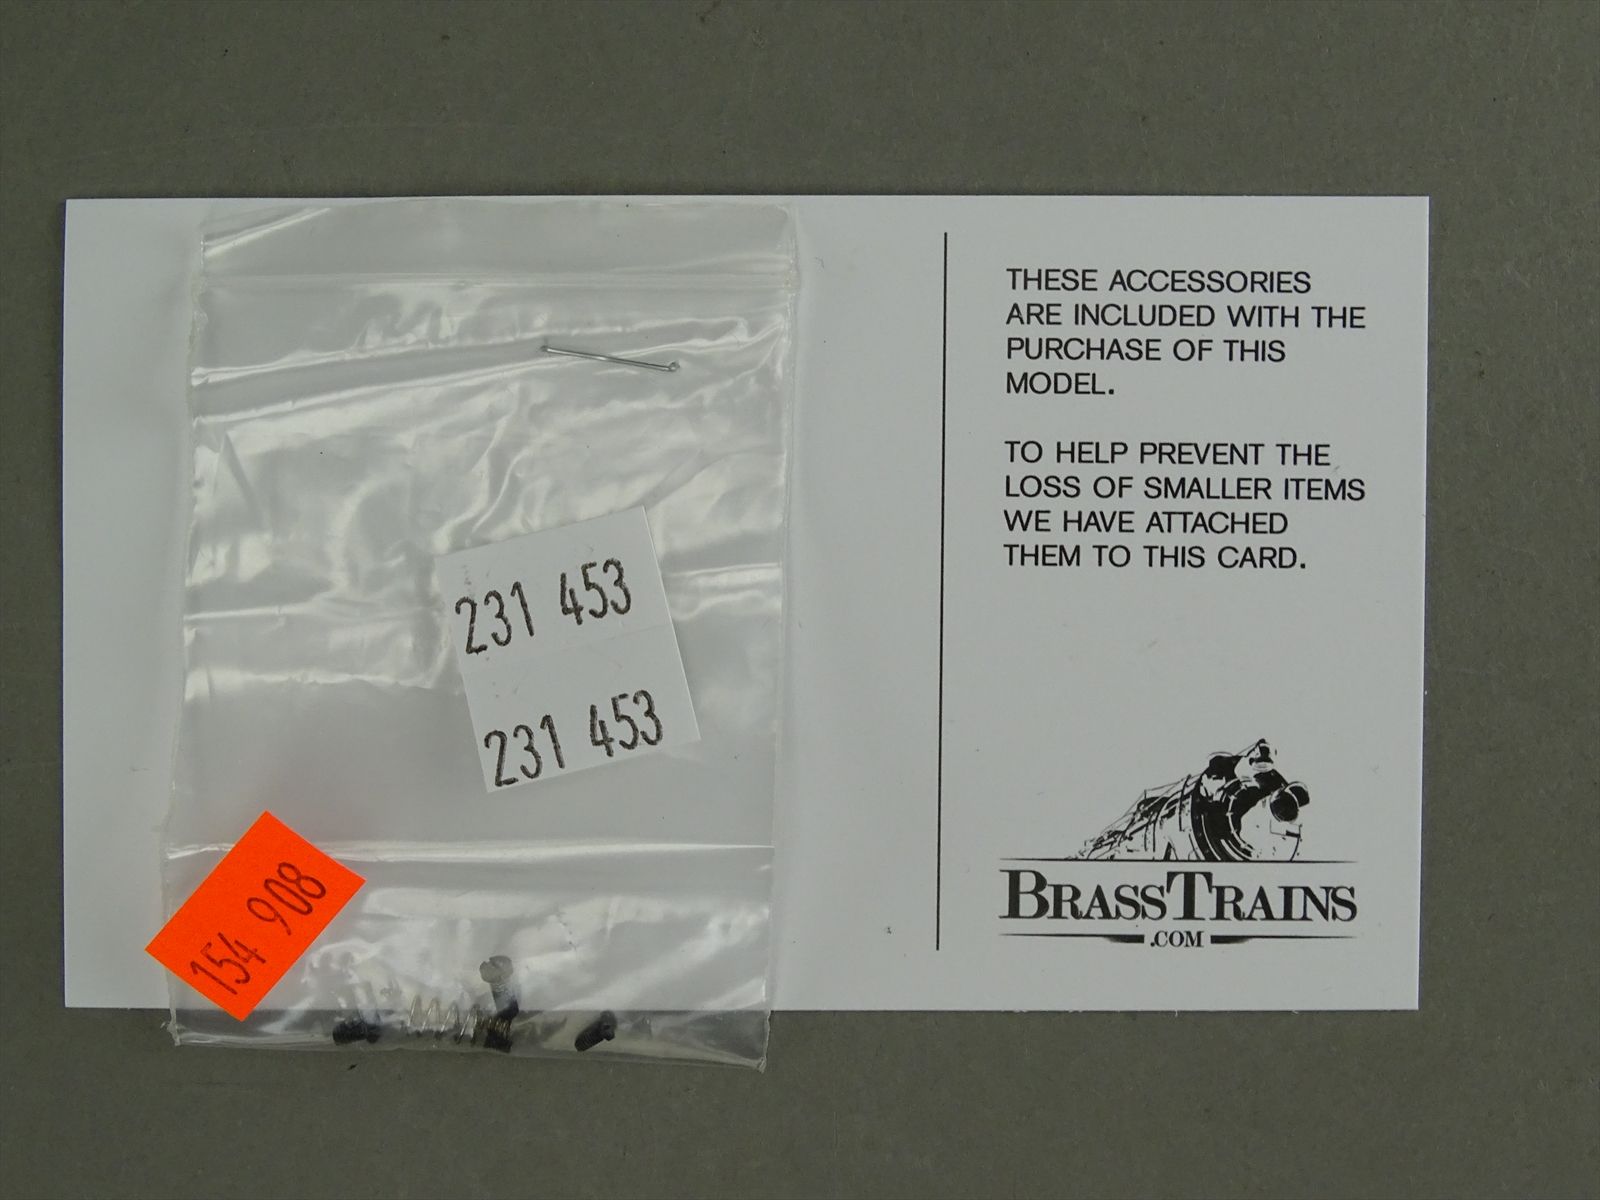 231 453
231 453
154 908
THESE ACCESSORIES
ARE INCLUDED WITH THE
PURCHASE OF THIS
MODEL.
TO HELP PREVENT THE
LOSS OF SMALLER ITEMS
WE HAVE ATTACHED
THEM TO THIS CARD.
BRASSTRAINS
.COM